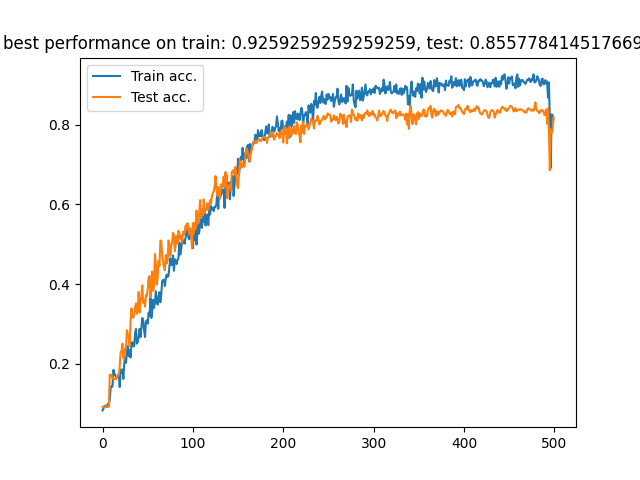 best performance on train: 0.9259259259259259, test: 0.855778414517669
Train acc.
Test acc.
0.8
0.6
0.4
0.2
0 100 200 300 400 500